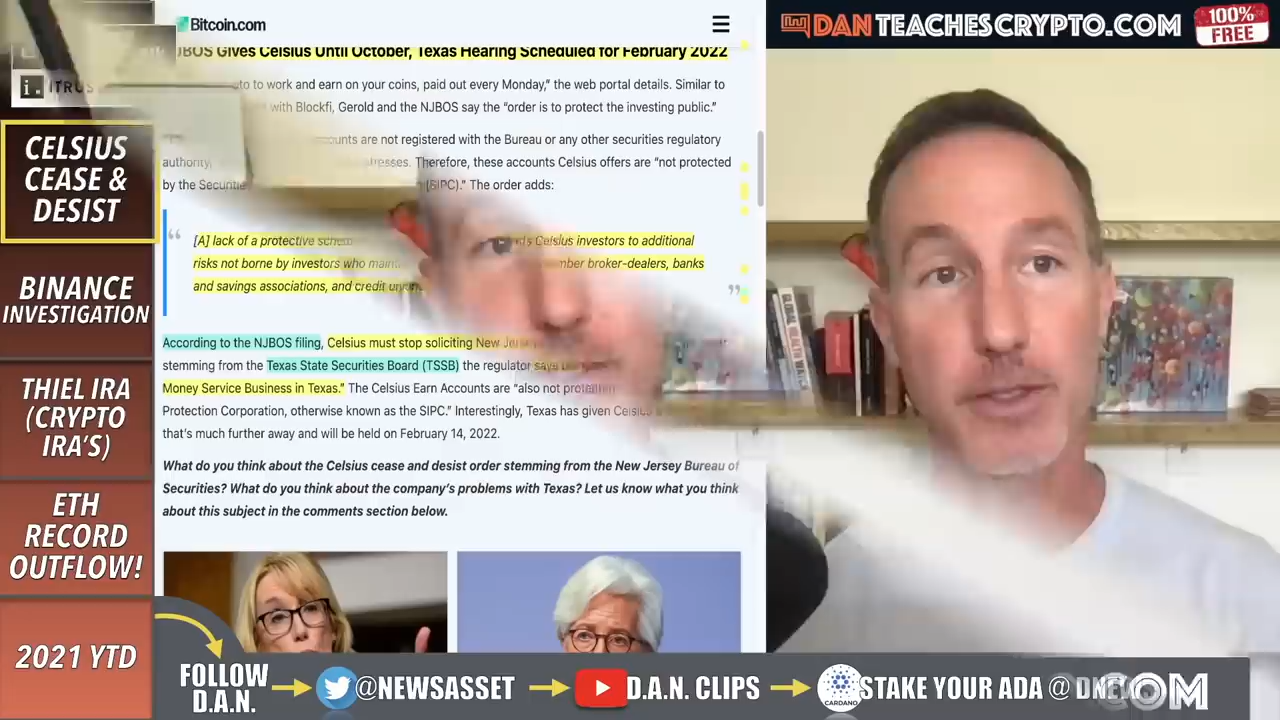 Bitcoin.com
DANTEACHESCRYPTO.COM
100%
FREE
Gives Celsius Until October, Texas Hearing Scheduled for February 2022
to work and earn on your coins, paid out every Monday,” the web portal details. Similar to
with Blockfi, Gerold and the NJBOS say the “order is to protect the investing public.”
are not registered with the Bureau or any other securities regulatory
authority, Therefore, these accounts Celsius offers are “not protected
by the (SIPC).” The order adds:
“
[A] lack of a protective Celsius investors to additional
risks not borne by investors who broker-dealers, banks
and savings associations, and credit
”
According to the NJBOS filing, Celsius must stop soliciting New
stemming from the Texas State Securities Board (TSSB) the regulator says
Money Service Business in Texas.” The Celsius Earn Accounts are “also not
Protection Corporation, otherwise known as the SIPC.” Interestingly, Texas has given
that’s much further away and will be held on February 14, 2022.
What do you think about the Celsius cease and desist order stemming from the New Jersey Bureau of
Securities? What do you think about the company’s problems with Texas? Let us know what you think
about this subject in the comments section below.
CELSIUS
CEASE &
DESIST
BINANCE
INVESTIGATION
THIEL IRA
(CRYPTO
IRA’S)
ETH
RECORD
OUTFLOW!
2021 YTD
FOLLOW
D.A.N.
@NEWSASSET
D.A.N. CLIPS
CARDANO
STAKE YOUR ADA @
.COM